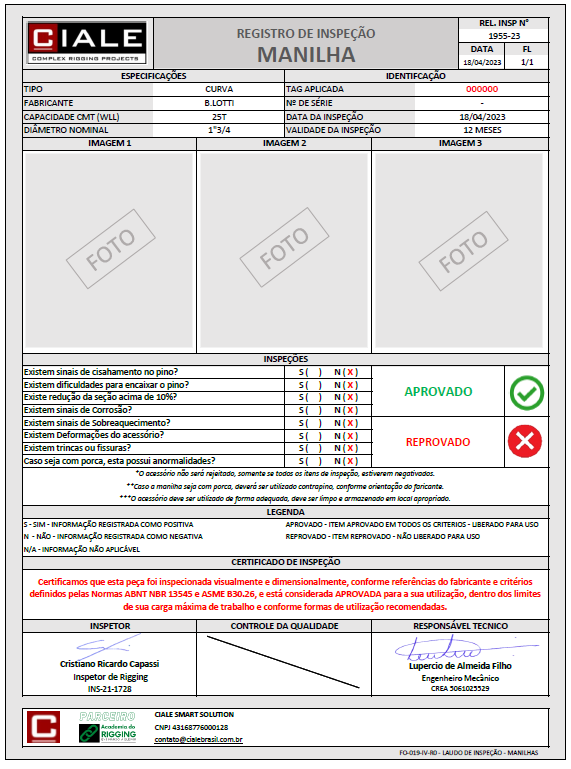 CIALE
COMPLEX RIGGING PROJECTS
REGISTRO DE INSPEÇÃO
MANILHA
REL. INSP Nº
1955-23
DATA FL
18/04/2023 1/1
ESPECIFICAÇÕES IDENTIFCAÇÃO
TIPO CURVA TAG APLICADA 000000
FABRICANTE B.LOTTI Nº DE SÉRIE -
CAPACIDADE CMT (WLL) 25T DATA DA INSPEÇÃO 18/04/2023
DIÂMETRO NOMINAL 1"3/4 VALIDADE DA INSPEÇÃO 12 MESES
IMAGEM 1 IMAGEM 2 IMAGEM 3
FOTO FOTO FOTO
INSPEÇÕES
Existem sinais de cisahamento no pino? S ( ) N ( X )
Existem dificuldades para encaixar o pino? S ( ) N ( X )
Existe redução da seção acima de 10%? S ( ) N ( X )
Existem sinais de Corrosão? S ( ) N ( X )
Existem sinais de Sobreaquecimento? S ( ) N ( X )
Existem Deformações do acessório? S ( ) N ( X )
Existem trincas ou fissuras? S ( ) N ( X )
Caso seja com porca, esta possui anormalidades? S ( ) N ( X )
APROVADO
REPROVADO
*O acessório não será rejeitado, somente se todos os itens de inspeção, estiverem negativados.
**Caso a manilha seja com porca, deverá ser utilizado contrapino, conforme orientação do faricante.
***O acessório deve ser utilizado de forma adequada, deve ser limpo e armazenado em local apropriado.
LEGENDA
S - SIM - INFORMAÇÃO REGISTRADA COMO POSITIVA APROVADO - ITEM APROVADO EM TODOS OS CRITERIOS - LIBERADO PARA USO
N - NÃO - INFORMAÇÃO REGISTRADA COMO NEGATIVA REPROVADO - ITEM REPROVADO - NÃO LIBERADO PARA USO
N/A - INFORMAÇÃO NÃO APLICÁVEL
CERTIFICADO DE INSPEÇÃO
Certificamos que esta peça foi inspecionada visualmente e dimensionalmente, conforme referências do fabricante e critérios
definidos pelas Normas ABNT NBR 13545 e ASME B30.26, e está considerada APROVADA para a sua utilização, dentro dos limites
de sua carga máxima de trabalho e conforme formas de utilização recomendadas.
INSPETOR CONTROLE DA QUALIDADE RESPONSÁVEL TECNICO
Cristiano Ricardo Capassi
Inspetor de Rigging
INS-21-1728
Lupercio de Almeida Filho
Engenheiro Mecânico
CREA 5061025529
C
PARCEIRO
Academia do
RIGGING
CIALE SMART SOLUTION
CNPJ 43168776000128
contato@cialebrasil.com.br
FO-019-IV-R0 - LAUDO DE INSPEÇÃO - MANILHAS